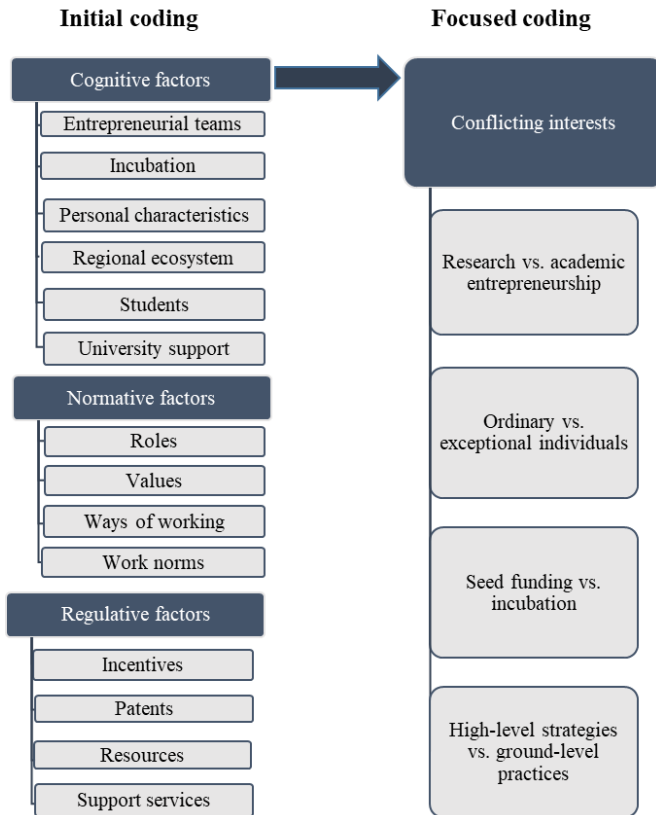 Initial coding
Cognitive factors
Entrepreneurial teams
Incubation
Personal characteristics
Regional ecosystem
Students
University support
Normative factors
Roles
Values
Ways of working
Work norms
Regulative factors
Incentives
Patents
Resources
Support services
Focused coding
Conflicting interests
Research vs. academic
entrepreneurship
Ordinary vs.
exceptional individuals
Seed funding vs.
incubation
High-level strategies
vs. ground-level
practices